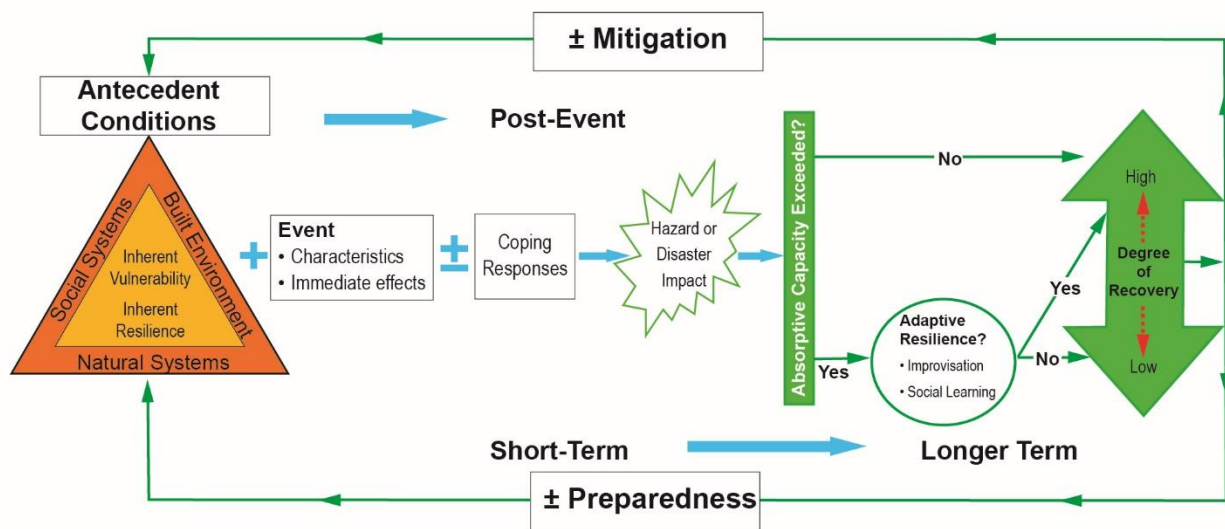 ± Mitigation
Antecedent
Conditions
Post-Event
Social Systems
Built Environment
Natural Systems
Inherent
Vulnerability
Inherent
Resilience
+
Event
• Characteristics
• Immediate effects
±
Coping
Responses
Hazard or
Disaster
Impact
Absorptive Capacity Exceeded?
No
Yes
Adaptive
Resilience?
• Improvisation
• Social Learning
Yes
No
High
Degree
of
Recovery
Low
Short-Term
Longer Term
± Preparedness